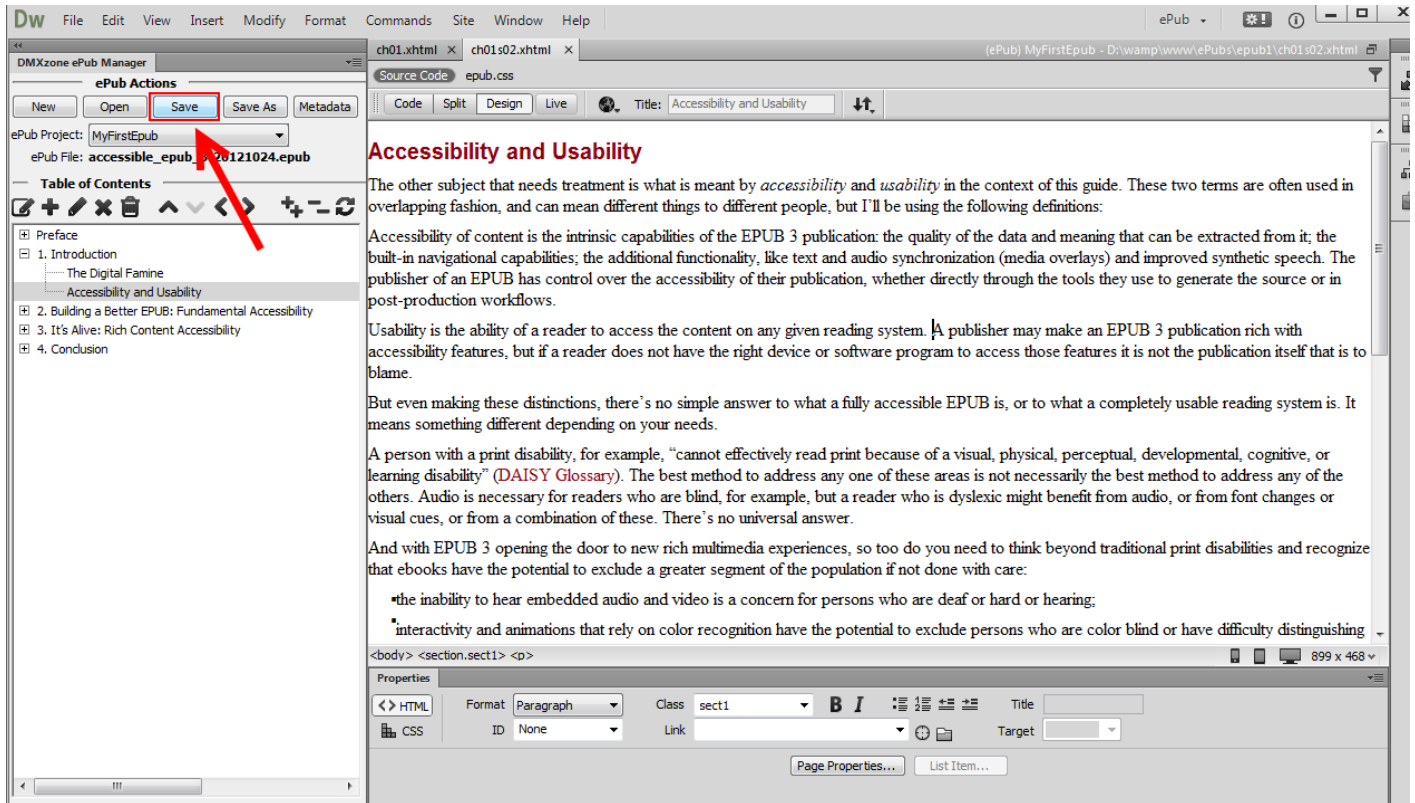 Dw File Edit View Insert Modify Format Commands Site Window Help ePub
DMXzone ePub Manager
ePub Actions
New Open Save Save As Metadata
ePub Project: MyFirstEpub
ePub File: accessible_epub_ 20121024.epub
Table of Contents
Preface
1. Introduction
The Digital Famine
Accessibility and Usability
2. Building a Better EPUB: Fundamental Accessibility
3. It's Alive: Rich Content Accessibility
4. Conclusion
ch01.xhtml ch01s02.xhtml (ePub) MyFirstEpub - D:\wamp\www\ePubs\epub1\ch01s02.xhtml
Source Code epub.css
Code Split Design Live Title: Accessibility and Usability
Accessibility and Usability
The other subject that needs treatment is what is meant by accessibility and usability in the context of this guide. These two terms are often used in
overlapping fashion, and can mean different things to different people, but I'll be using the following definitions:
Accessibility of content is the intrinsic capabilities of the EPUB 3 publication: the quality of the data and meaning that can be extracted from it; the
built-in navigational capabilities; the additional functionality, like text and audio synchronization (media overlays) and improved synthetic speech. The
publisher of an EPUB has control over the accessibility of their publication, whether directly through the tools they use to generate the source or in
post-production workflows.
Usability is the ability of a reader to access the content on any given reading system. A publisher may make an EPUB 3 publication rich with
accessibility features, but if a reader does not have the right device or software program to access those features it is not the publication itself that is to
blame.
But even making these distinctions, there's no simple answer to what a fully accessible EPUB is, or to what a completely usable reading system is. It
means something different depending on your needs.
A person with a print disability, for example, “cannot effectively read print because of a visual, physical, perceptual, developmental, cognitive, or
learning disability” (DAISY Glossary). The best method to address any one of these areas is not necessarily the best method to address any of the
others. Audio is necessary for readers who are blind, for example, but a reader who is dyslexic might benefit from audio, or from font changes or
visual cues, or from a combination of these. There's no universal answer.
And with EPUB 3 opening the door to new rich multimedia experiences, so too do you need to think beyond traditional print disabilities and recognize
that ebooks have the potential to exclude a greater segment of the population if not done with care:
▪the inability to hear embedded audio and video is a concern for persons who are deaf or hard or hearing;
▪interactivity and animations that rely on color recognition have the potential to exclude persons who are color blind or have difficulty distinguishing
<body> <section.sect1> <p> 899 x 468
Properties
<> HTML Format Paragraph Class sect1 B I Title
CSS ID None Link Target
Page Properties... List Item...